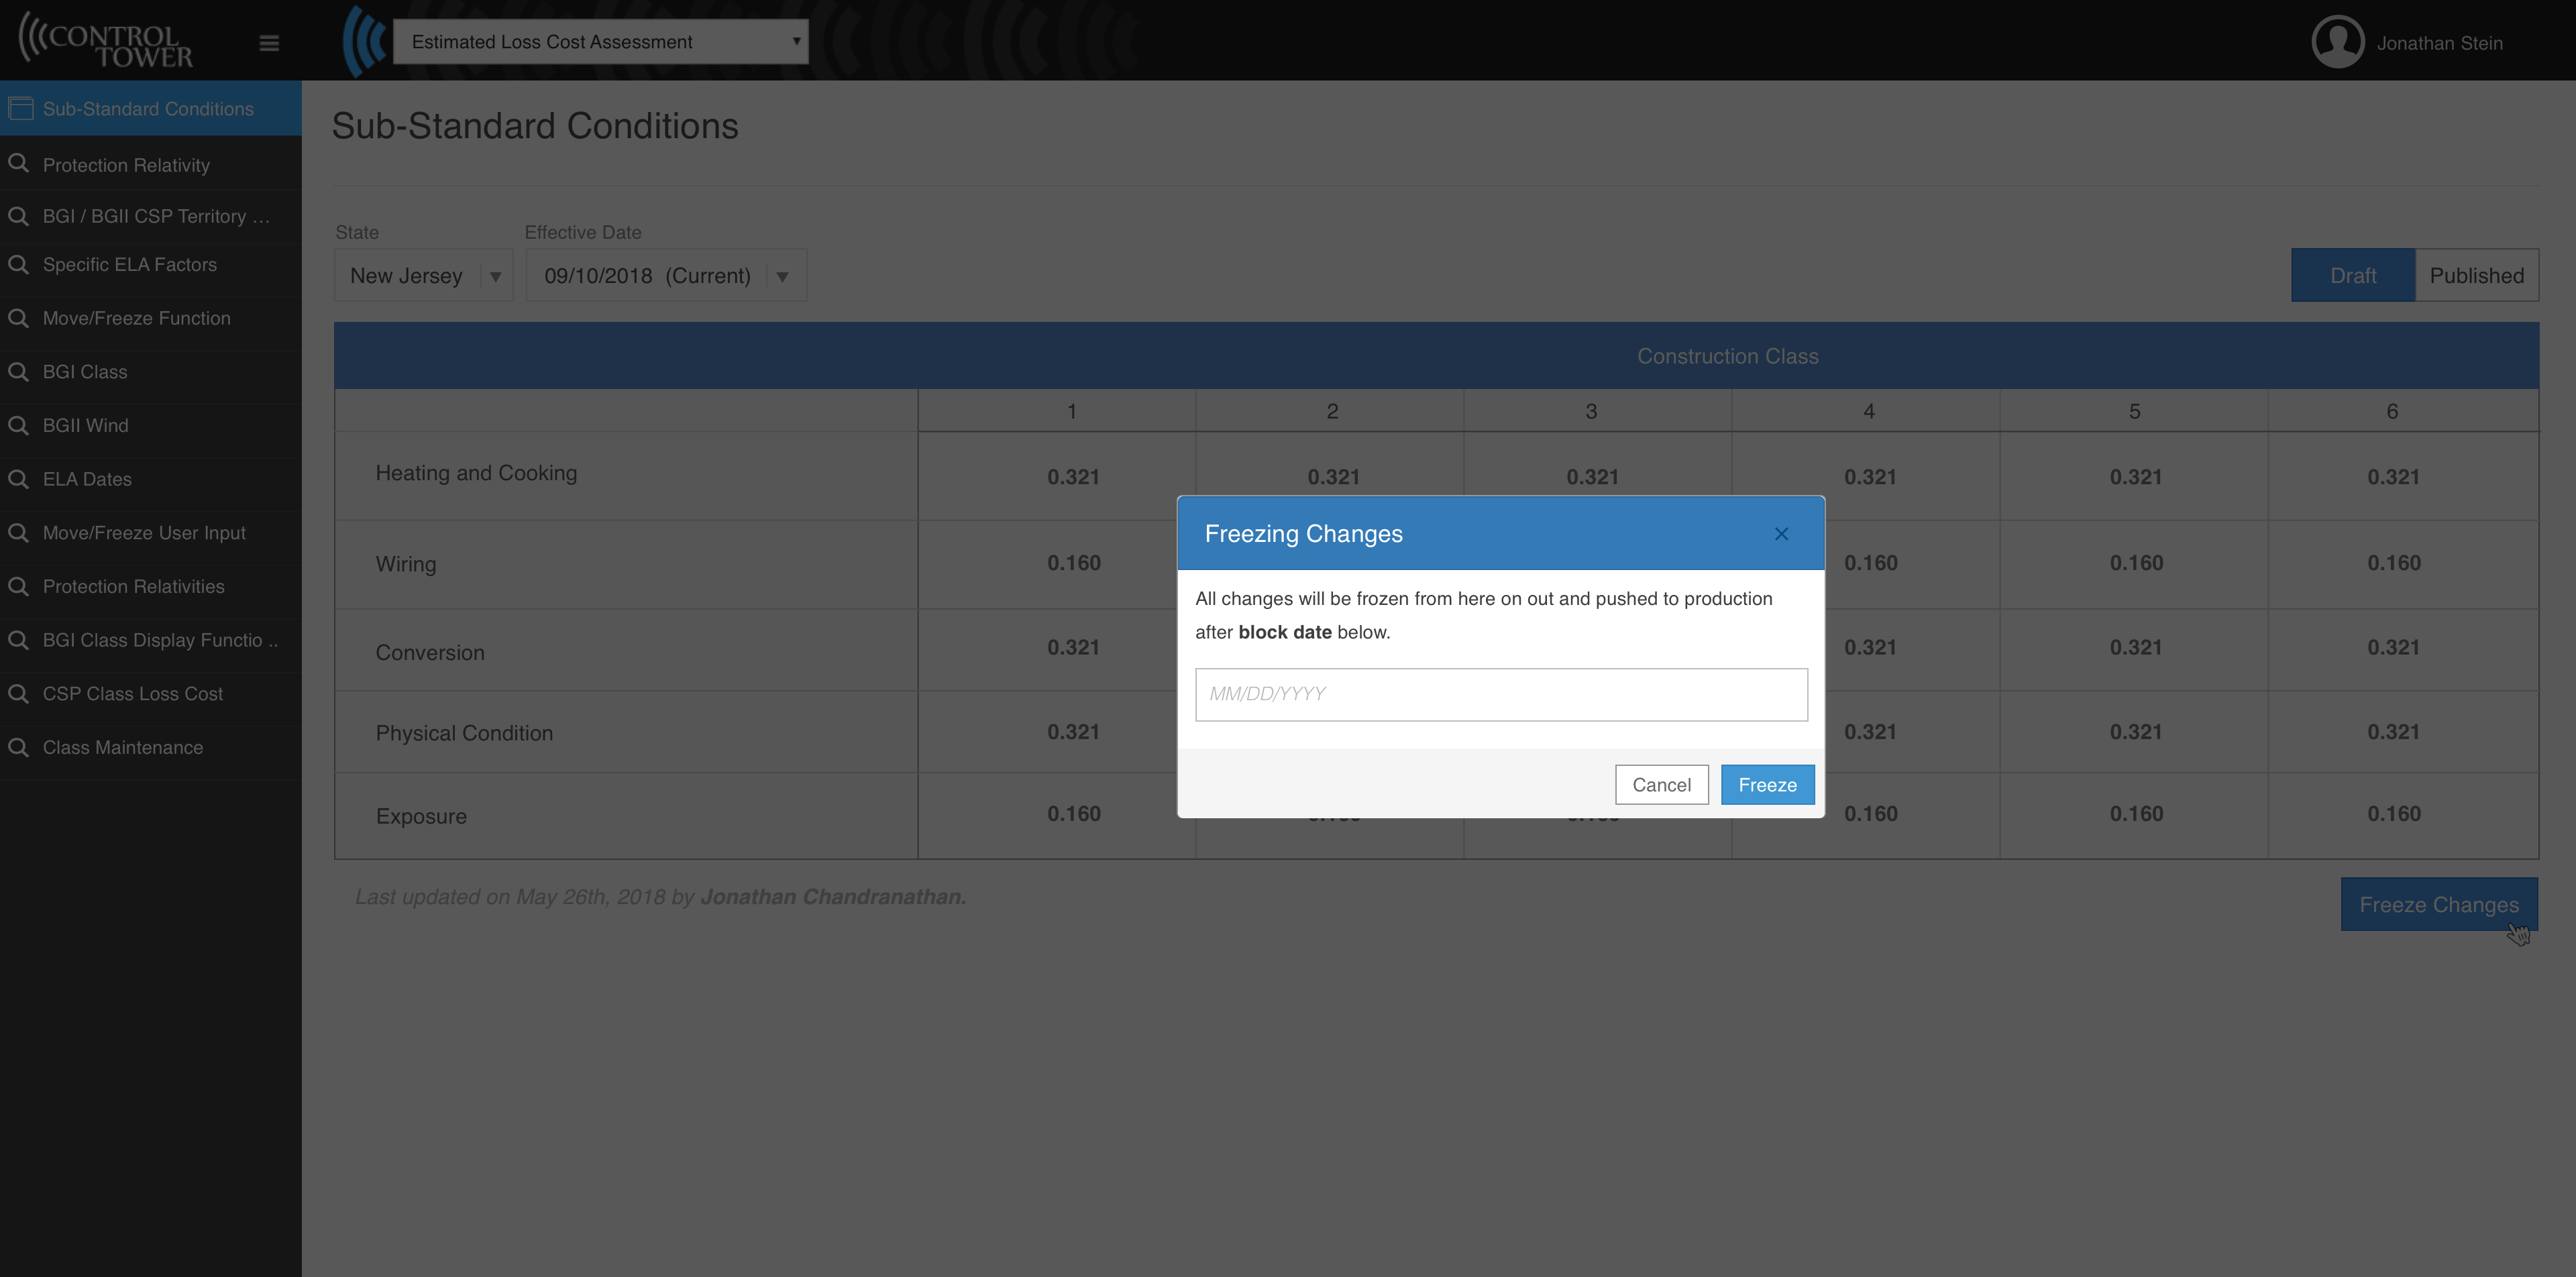 CONTROL
TOWER
Estimated Loss Cost Assessment
Jonathan Stein
Sub-Standard Conditions
Protection Relativity
BGI / BGII CSP Territory ...
Specific ELA Factors
Move/Freeze Function
BGI Class
BGII Wind
ELA Dates
Move/Freeze User Input
Protection Relativities
BGI Class Display Functio ..
CSP Class Loss Cost
Class Maintenance
Sub-Standard Conditions
State Effective Date
New Jersey 09/10/2018 (Current) Draft Published
Construction Class
1 2 3 4 5 6
Heating and Cooking 0.321 0.321 0.321 0.321 0.321 0.321
Wiring 0.160 0.160 0.160 0.160
Conversion 0.321 0.321 0.321 0.321
Physical Condition 0.321 0.321 0.321 0.321
Exposure 0.160 0.160 0.160 0.160
Last updated on May 26th, 2018 by Jonathan Chandranathan.
Freeze Changes
Freezing Changes
All changes will be frozen from here on out and pushed to production
after block date below.
MM/DD/YYYY
Cancel Freeze